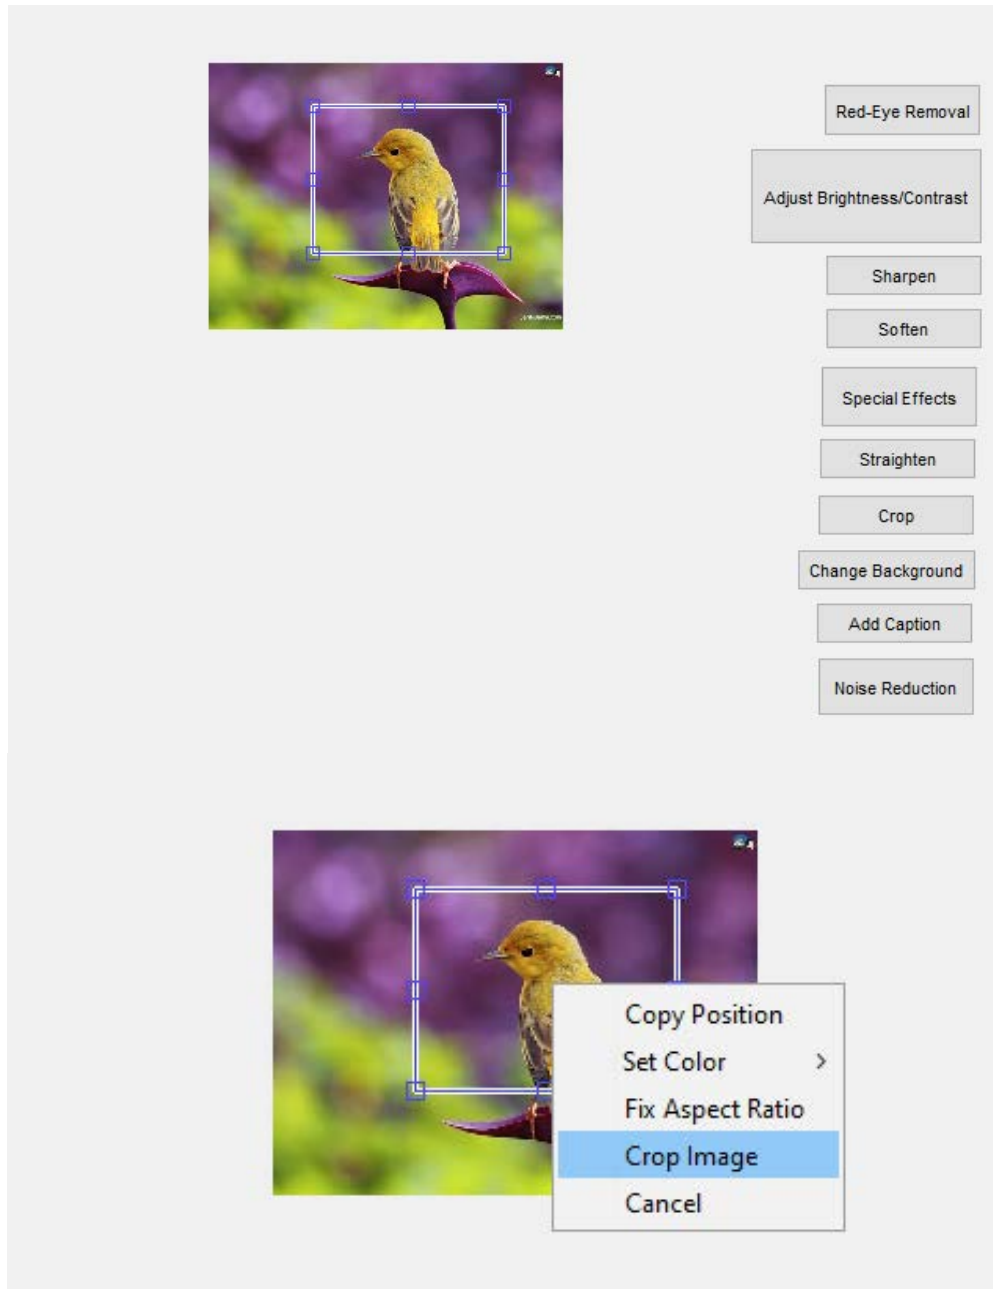 Red-Eye Removal
Adjust Brightness/Contrast
Sharpen
Soften
Special Effects
Straighten
Crop
Change Background
Add Caption
Noise Reduction
Copy Position
Set Color
Fix Aspect Ratio
Crop Image
Cancel